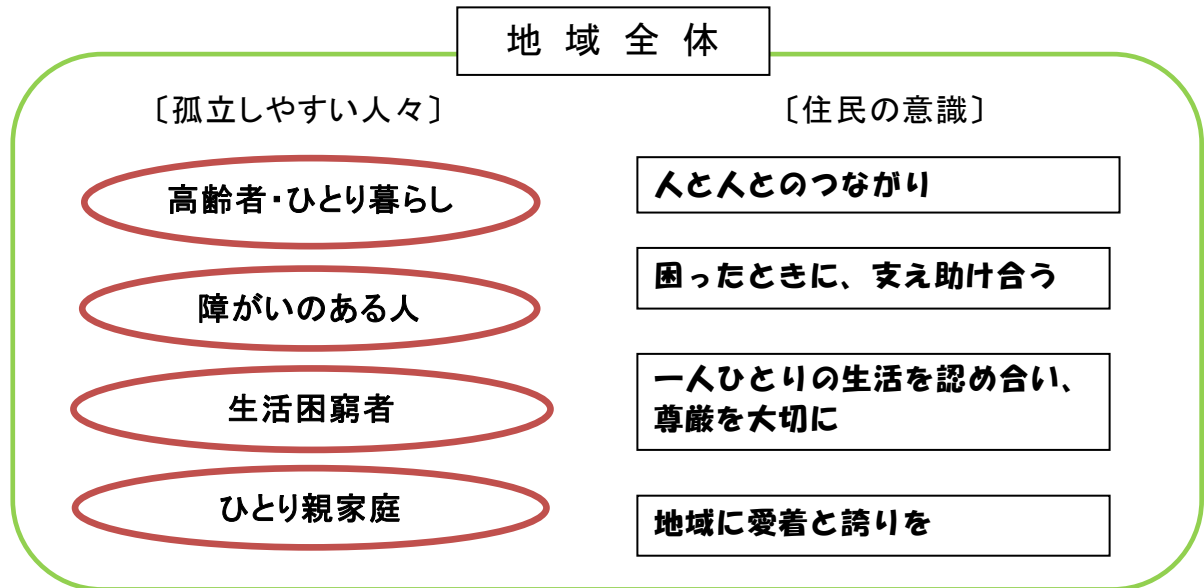 地域全体
〔孤立しやすい人々〕
高齢者・ひとり暮らし
障がいのある人
生活困窮者
ひとり親家庭
〔住民の意識〕
人と人とのつながり
困ったときに、支え助け合う
一人ひとりの生活を認め合い、
尊厳を大切に
地域に愛着と誇りを